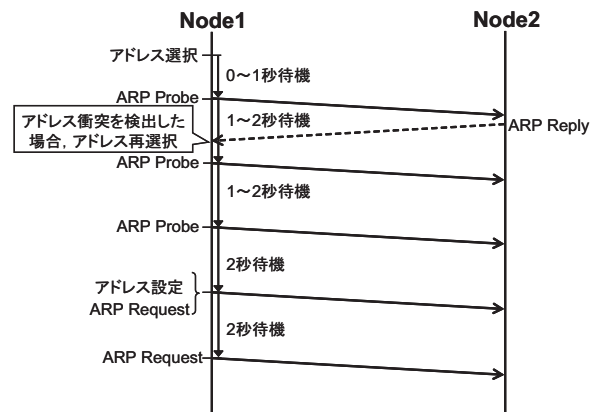 Node1
Node2
アドレス選択
0～1秒待機
ARP Probe
1～2秒待機
アドレス衝突を検出した
場合，アドレス再選択
ARP Reply
ARP Probe
1～2秒待機
ARP Probe
2秒待機
アドレス設定
ARP Request
2秒待機
ARP Request